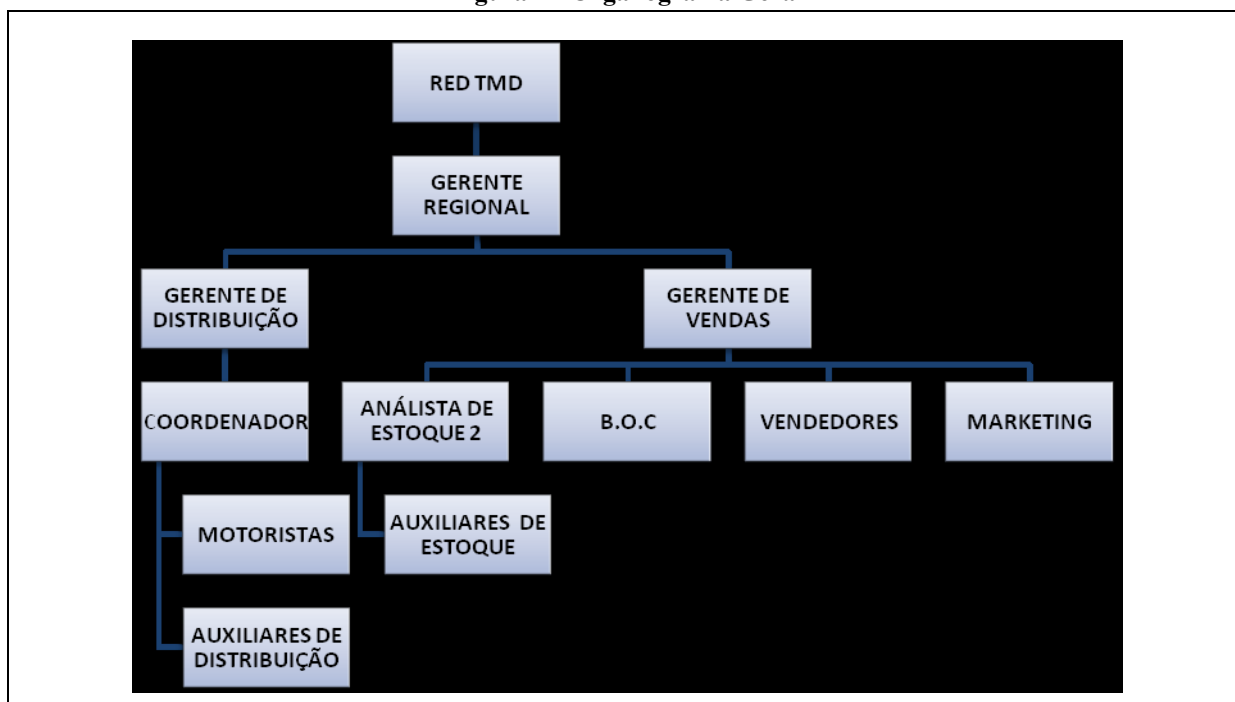 RED TMD
GERENTE
REGIONAL
GERENTE DE
DISTRIBUIÇÃO
GERENTE DE
VENDAS
COORDENADOR
ANÁLISTA DE
ESTOQUE 2
B.O.C
VENDEDORES
MARKETING
MOTORISTAS
AUXILIARES DE
ESTOQUE
AUXILIARES DE
DISTRIBUIÇÃO